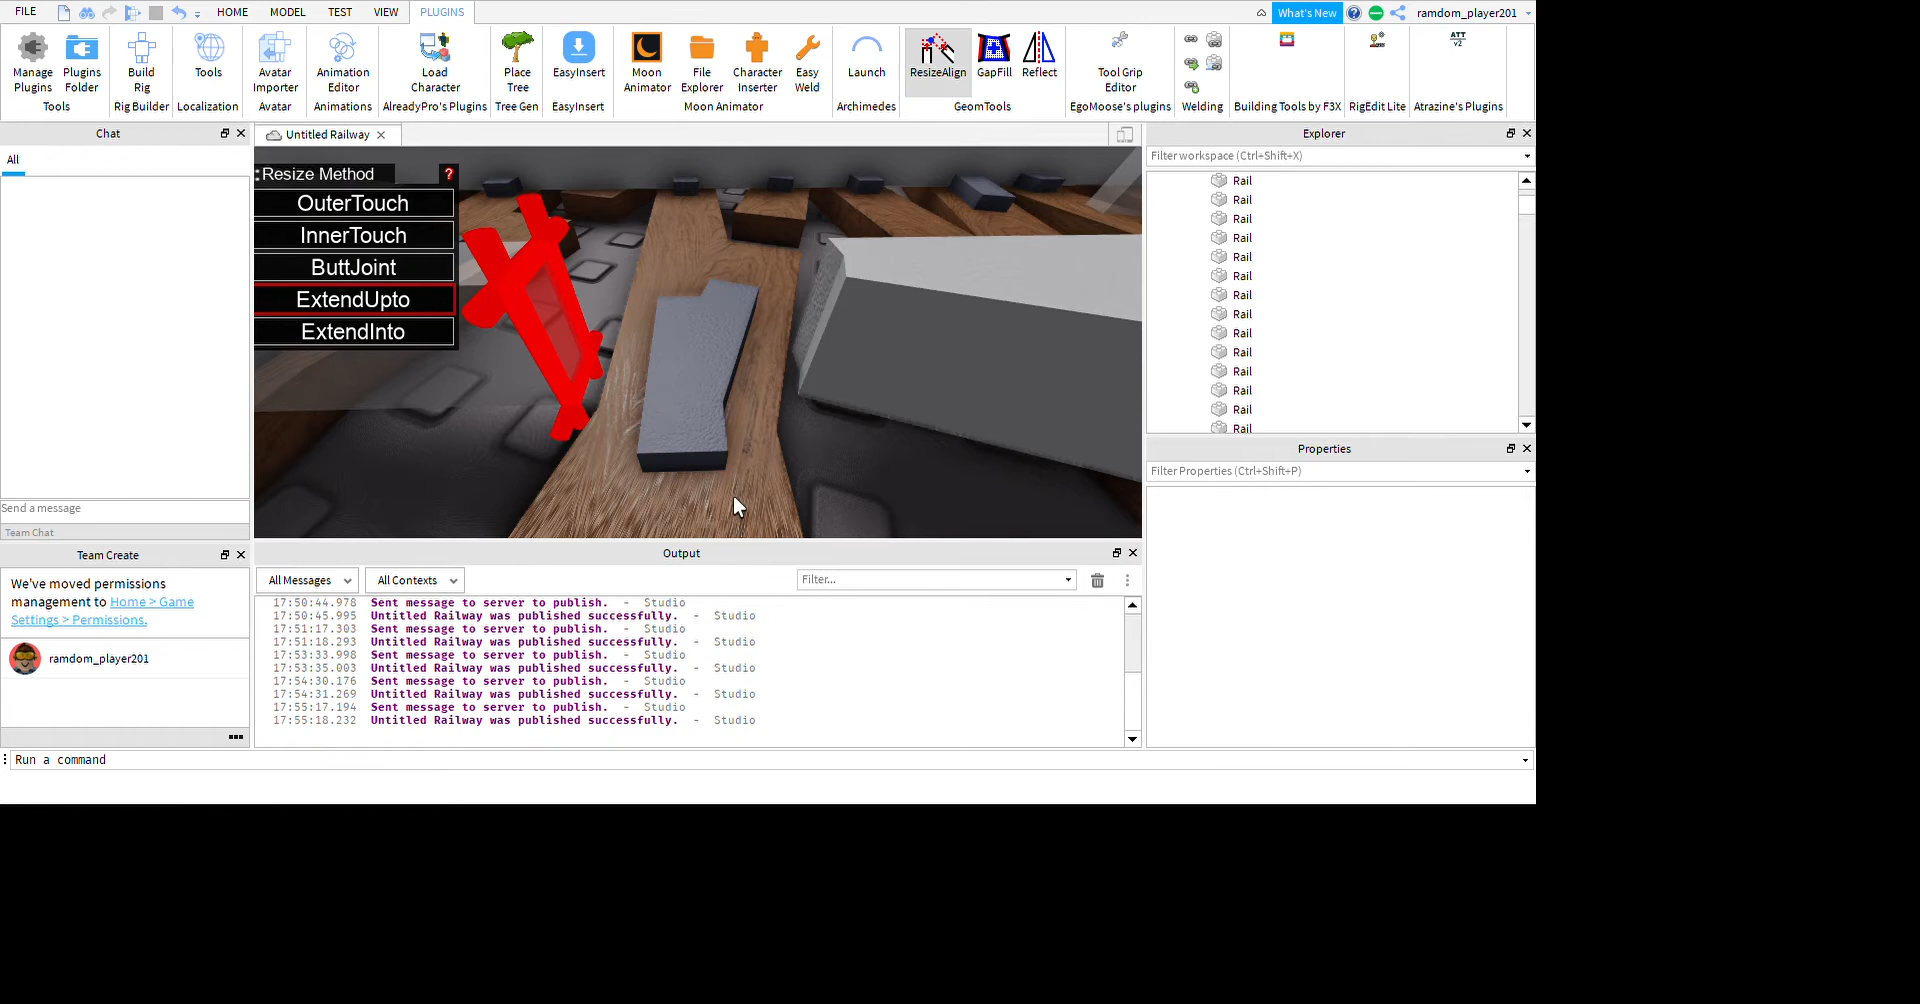 FILE HOME MODEL TEST VIEW PLUGINS What's New ? ramdom_player201
Manage Plugins
Plugins Folder
Tools
Build Rig
Rig Builder
Tools
Localization
Avatar Importer
Avatar
Animation Editor
Animations
Load Character
AlreadyPro's Plugins
Place Tree
Tree Gen
EasyInsert
EasyInsert
Moon Animator
File Explorer
Character Inserter
Easy Weld
Moon Animator
Launch
Archimedes
ResizeAlign
GapFill
Reflect
GeomTools
Tool Grip Editor
EgoMoose's plugins
Welding
Building Tools by F3X
RigEdit Lite
ATT v2
Atrazine's Plugins
Chat
All
Send a message
Team Chat
Team Create
We've moved permissions
management to Home > Game
Settings > Permissions.
ramdom_player201
Untitled Railway
Resize Method ?
OuterTouch
InnerTouch
ButtJoint
ExtendUpto
ExtendInto
Output
All Messages All Contexts Filter...
17:50:44.978 Sent message to server to publish. - Studio
17:50:45.995 Untitled Railway was published successfully. - Studio
17:51:17.303 Sent message to server to publish. - Studio
17:51:18.293 Untitled Railway was published successfully. - Studio
17:53:33.998 Sent message to server to publish. - Studio
17:53:35.003 Untitled Railway was published successfully. - Studio
17:54:30.176 Sent message to server to publish. - Studio
17:54:31.269 Untitled Railway was published successfully. - Studio
17:55:17.194 Sent message to server to publish. - Studio
17:55:18.232 Untitled Railway was published successfully. - Studio
Explorer
Filter workspace (Ctrl+Shift+X)
Rail
Rail
Rail
Rail
Rail
Rail
Rail
Rail
Rail
Rail
Rail
Rail
Rail
Rail
Properties
Filter Properties (Ctrl+Shift+P)
Run a command